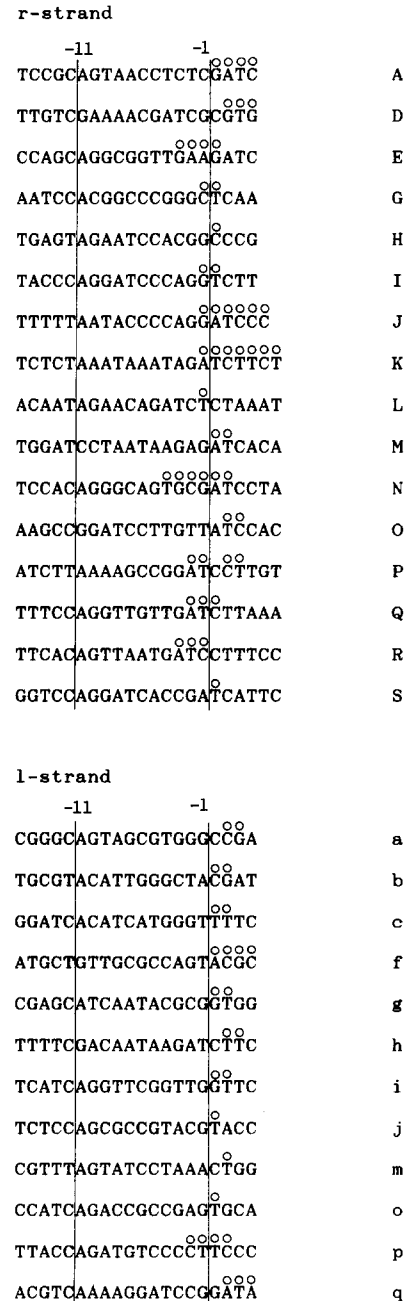 r-strand
-11 -1
TCCGCAGTAACCTCTCGATC A
TTGTCGAAAACGATCGCGTG D
CCAGCAGGCGGTTGAAGATC E
AATCCACGGCCCGGGCTCAA G
TGAGTAGAATCCACGGCCCG H
TACCCAGGATCCCAGGTCTT I
TTTTTAATACCCCAGGATCCC J
TCTCTAAATAAATAGATCTTCT K
ACAATAGAACAGATCTCTAAAT L
TGGATCCTAATAAGAGATCACA M
TCCACAGGGCAGTGCGATCCTA N
AAGCCGGATCCTTGTTATCCAC O
ATCTTAAAAGCCGGATCCTTGT P
TTTCCAGGTTGTTGATCTTAAA Q
TTCACAGTTAATGATCCTTTCC R
GGTCCAGGATCACCGATCATTC S
l-strand
-11 -1
CGGGCAGTAGCGTGGGCCGA a
TGCGTACATTGGGCTACGAT b
GGATCACATCATGGGTTTTC c
ATGCTGTTGCGCCAGTACGC f
CGAGCATCAATACGCGGTGG g
TTTTCGACAATAAGATCTTC h
TCATCAGGTTCGGTTGGTTC i
TCTCCAGCGCCGTACGTACC j
CGTTTAGTATCCTAAACTGG m
CCATCAGACCGCCGAGTGCA o
TTACCAGATGTCCCCTTCCC p
ACGTCAAAAGGATCCGGATA q